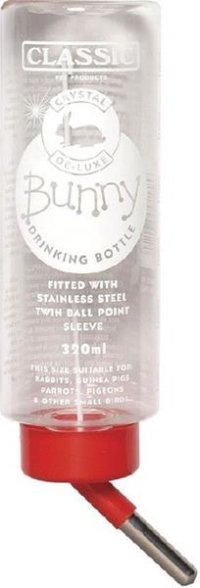 CLASSIC
PET PRODUCTS
CRYSTAL
DE-LUXE
Bunny
DRINKING BOTTLE
FITTED WITH
STAINLESS STEEL
TWIN BALL POINT
SLEEVE
320ml
THIS SIZE SUITABLE FOR
RABBITS, GUINEA PIGS
PARROTS, PIGEONS
& OTHER SMALL BIRDS